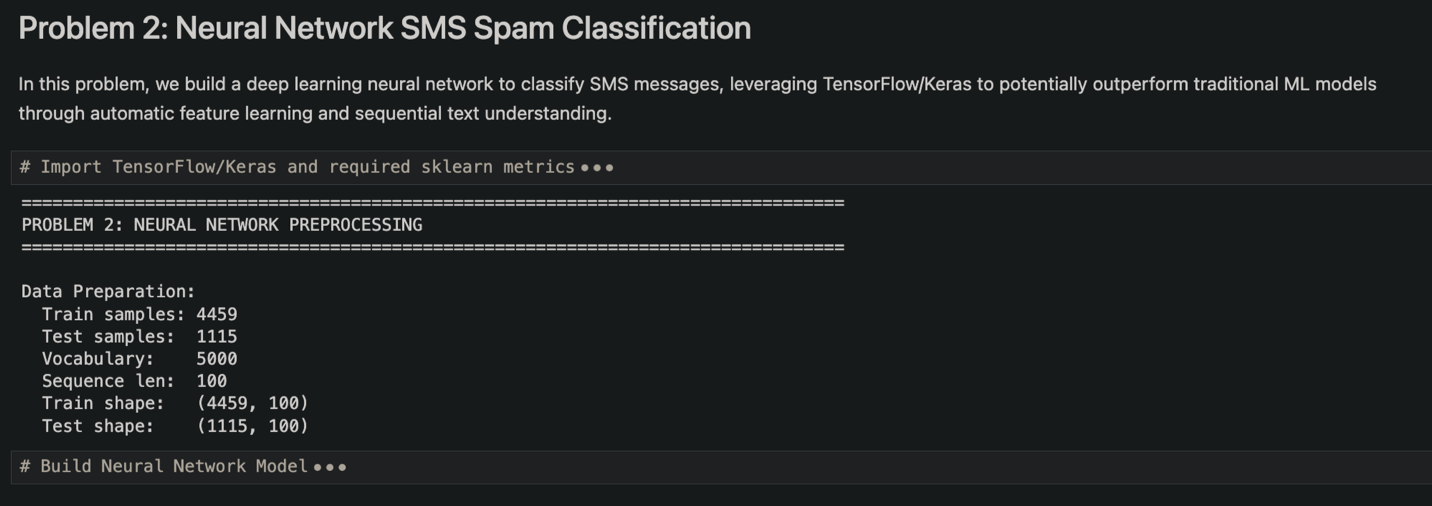 Problem 2: Neural Network SMS Spam Classification
In this problem, we build a deep learning neural network to classify SMS messages, leveraging TensorFlow/Keras to potentially outperform traditional ML models
through automatic feature learning and sequential text understanding.
# Import TensorFlow/Keras and required sklearn metrics •••
================================================================================
PROBLEM 2: NEURAL NETWORK PREPROCESSING
================================================================================
Data Preparation:
  Train samples: 4459
  Test samples:  1115
  Vocabulary:    5000
  Sequence len:  100
  Train shape:   (4459, 100)
  Test shape:    (1115, 100)
# Build Neural Network Model •••